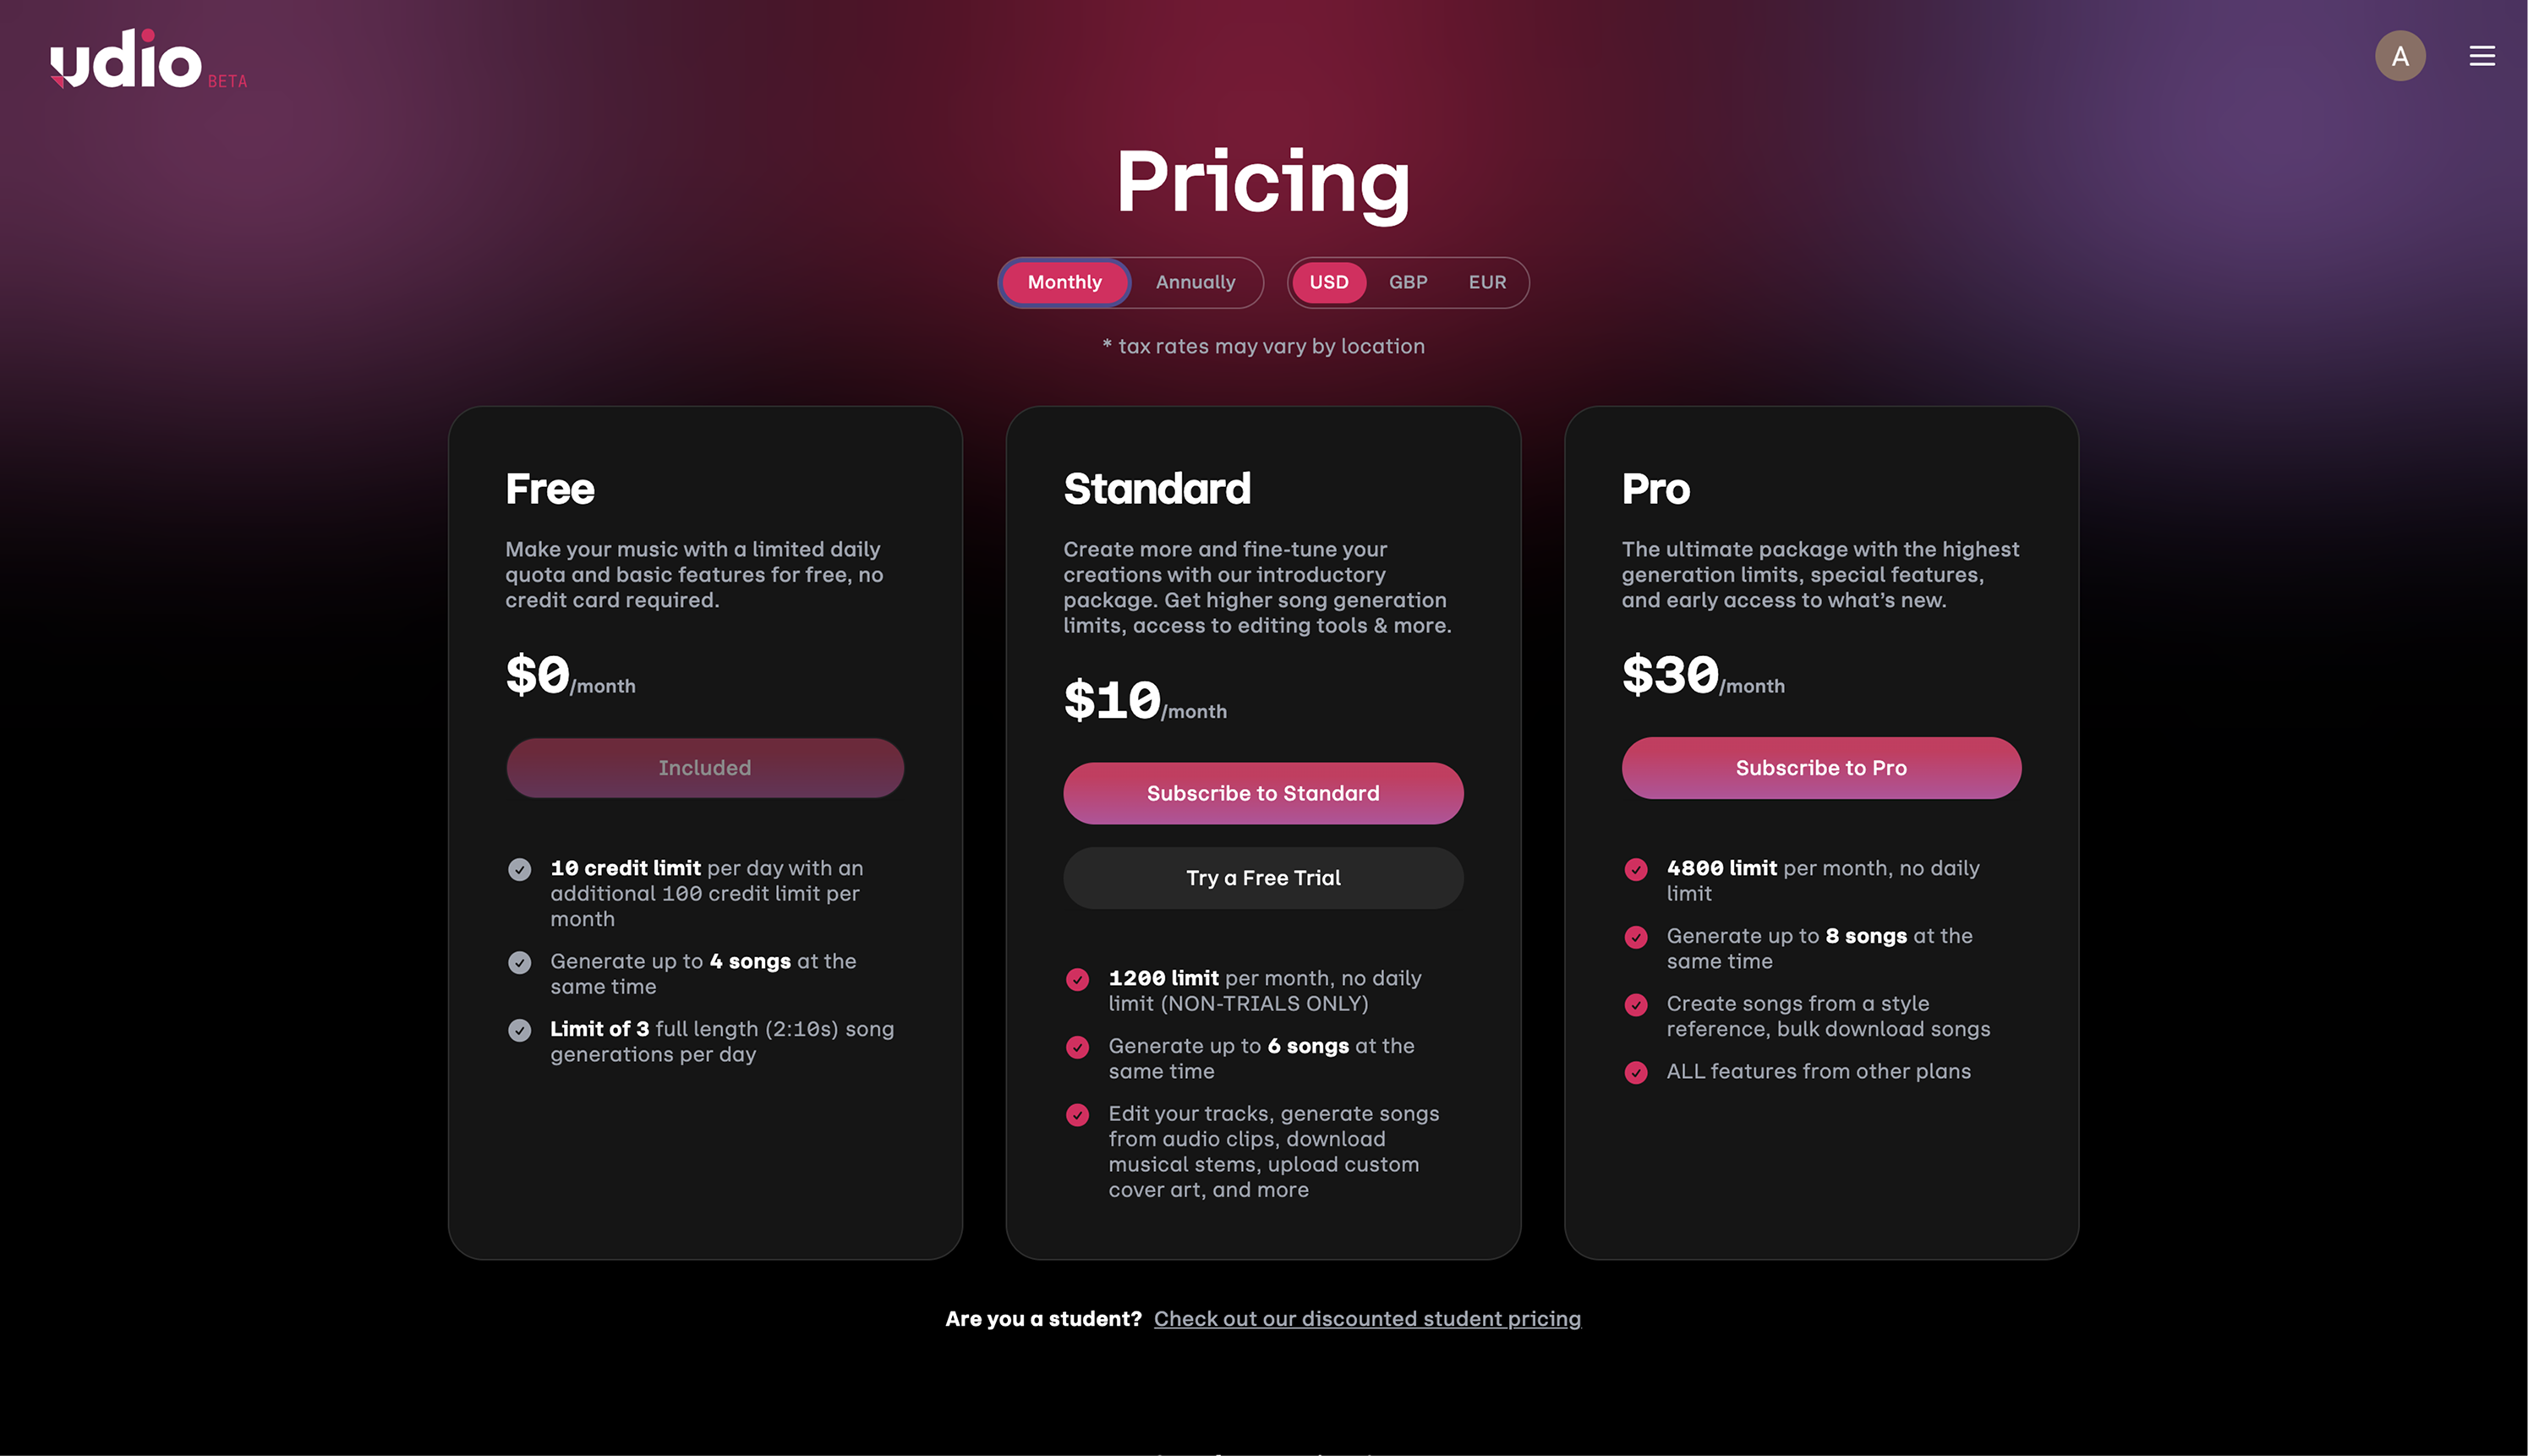 udio BETA
A
Pricing
Monthly Annually USD GBP EUR
* tax rates may vary by location
Free
Make your music with a limited daily
quota and basic features for free, no
credit card required.
$0/month
Included
10 credit limit per day with an
additional 100 credit limit per
month
Generate up to 4 songs at the
same time
Limit of 3 full length (2:10s) song
generations per day
Standard
Create more and fine-tune your
creations with our introductory
package. Get higher song generation
limits, access to editing tools & more.
$10/month
Subscribe to Standard
Try a Free Trial
1200 limit per month, no daily
limit (NON-TRIALS ONLY)
Generate up to 6 songs at the
same time
Edit your tracks, generate songs
from audio clips, download
musical stems, upload custom
cover art, and more
Pro
The ultimate package with the highest
generation limits, special features,
and early access to what’s new.
$30/month
Subscribe to Pro
4800 limit per month, no daily
limit
Generate up to 8 songs at the
same time
Create songs from a style
reference, bulk download songs
ALL features from other plans
Are you a student? Check out our discounted student pricing